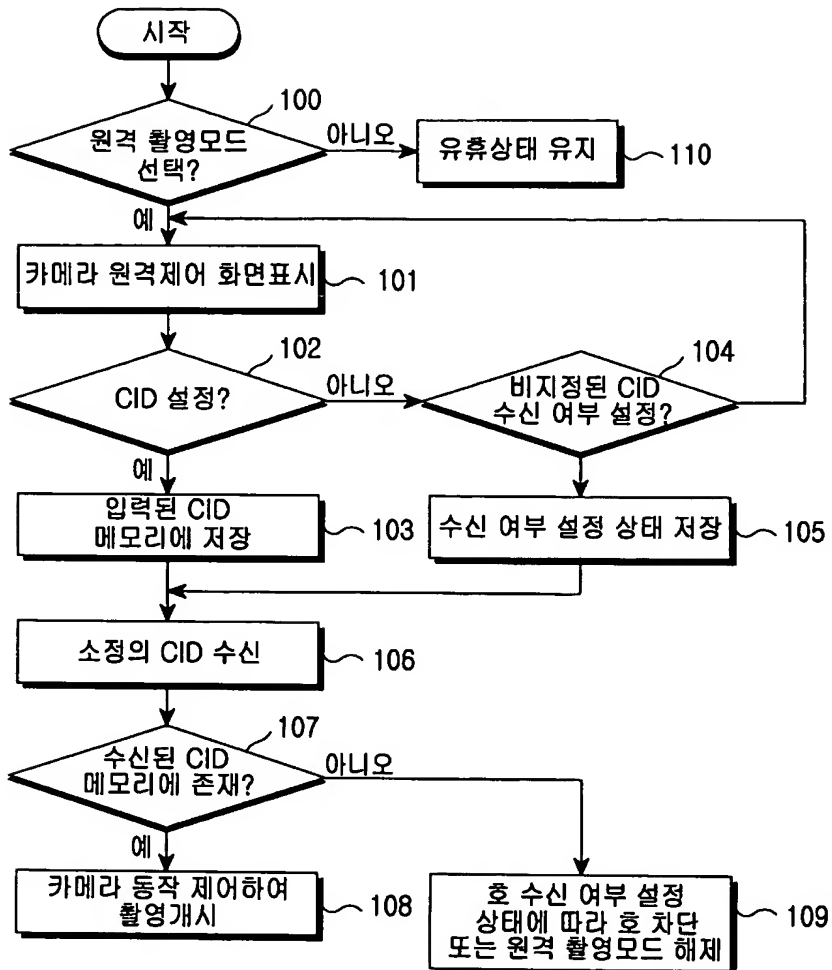 시작
100
원격 촬영모드
선택?
아니오
유휴상태 유지
110
예
카메라 원격제어 화면표시
101
102
CID 설정?
아니오
104
비지정된 CID
수신 여부 설정?
예
입력된 CID
메모리에 저장
103
수신 여부 설정 상태 저장
105
소정의 CID 수신
106
107
수신된 CID
메모리에 존재?
아니오
예
카메라 동작 제어하여
촬영개시
108
호 수신 여부 설정
상태에 따라 호 차단
또는 원격 촬영모드 해제
109